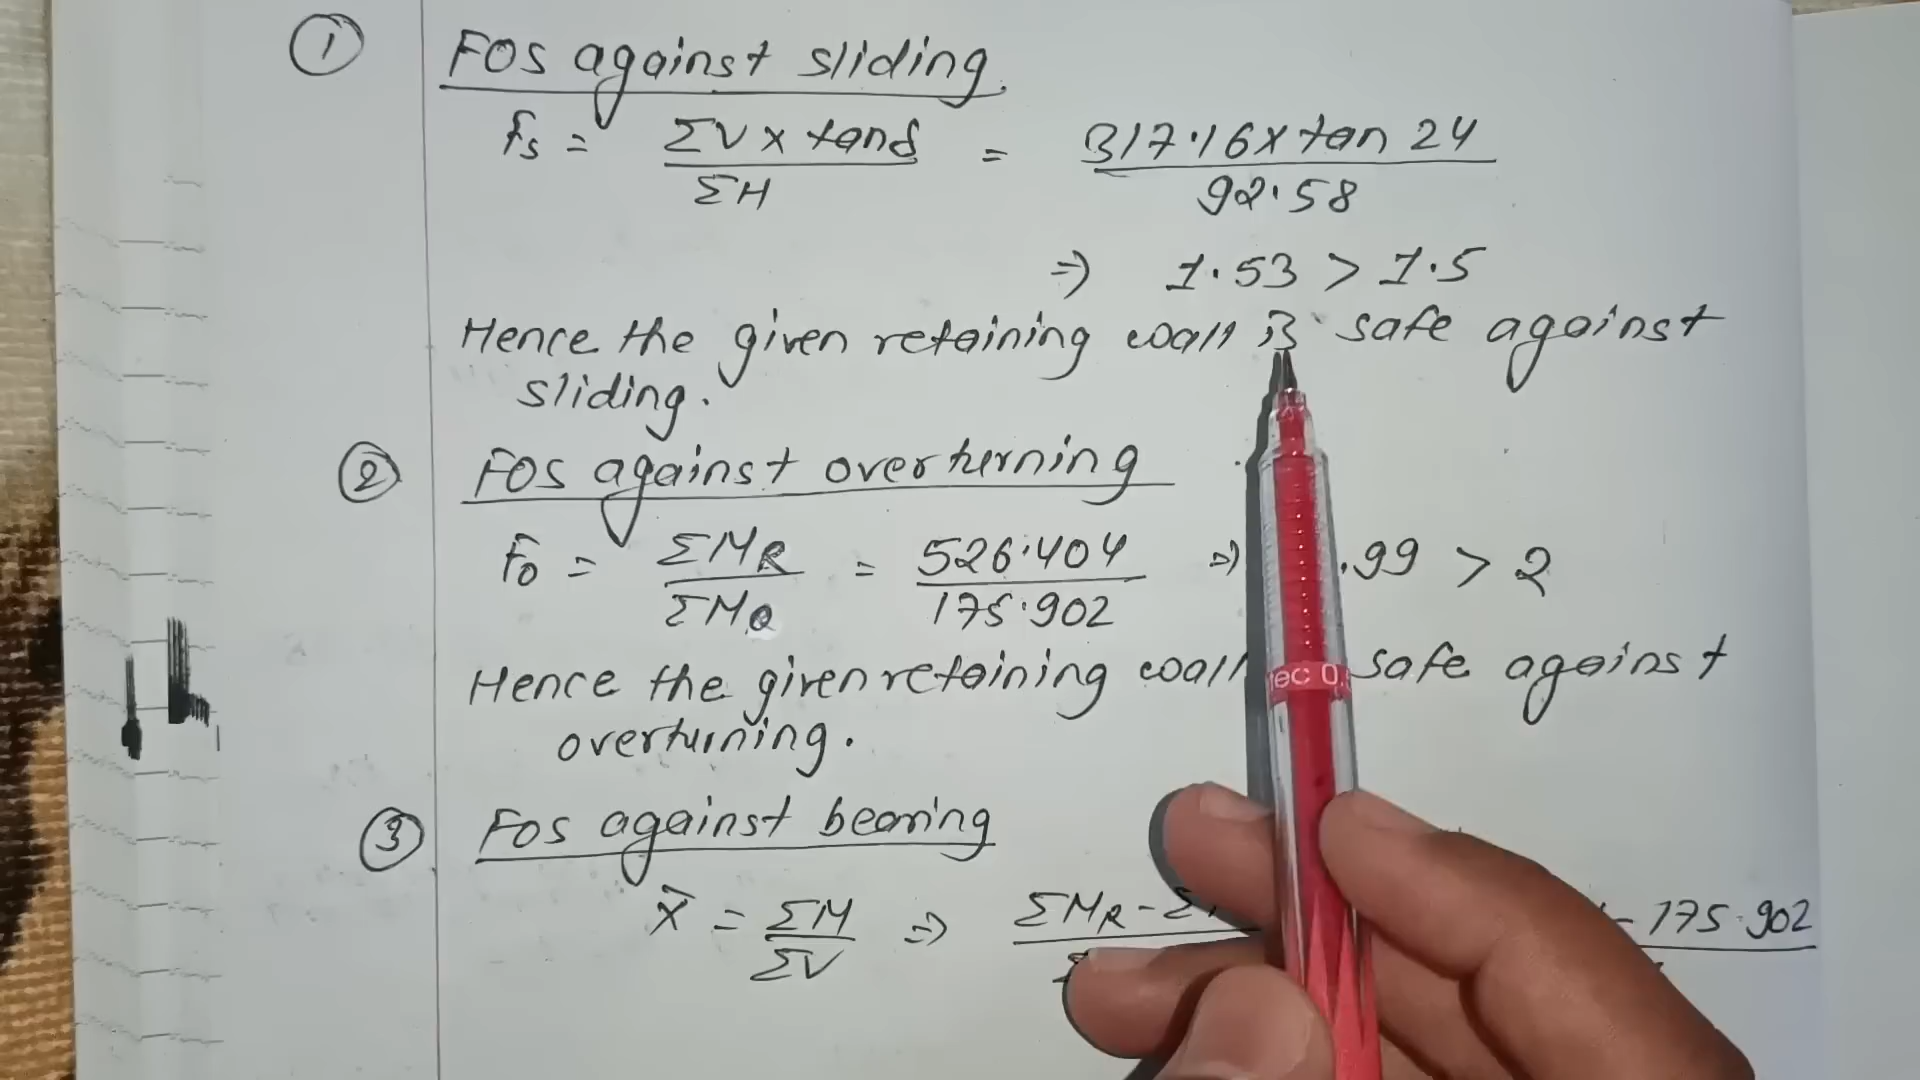 ① FOS against sliding.
Fs = ΣV x tanδ / ΣH = 317.16 x tan 24 / 92.58
⇒ 1.53 > 1.5
Hence the given retaining wall is safe against
sliding.
② FOS against overturning
Fo = ΣMR / ΣMO = 526.404 / 175.902 ⇒ .99 > 2
Hence the given retaining wall safe against
overturning.
③ FOS against bearing
x̄ = ΣM / ΣV ⇒ ΣMR - Σ - 175.902
ec 0.